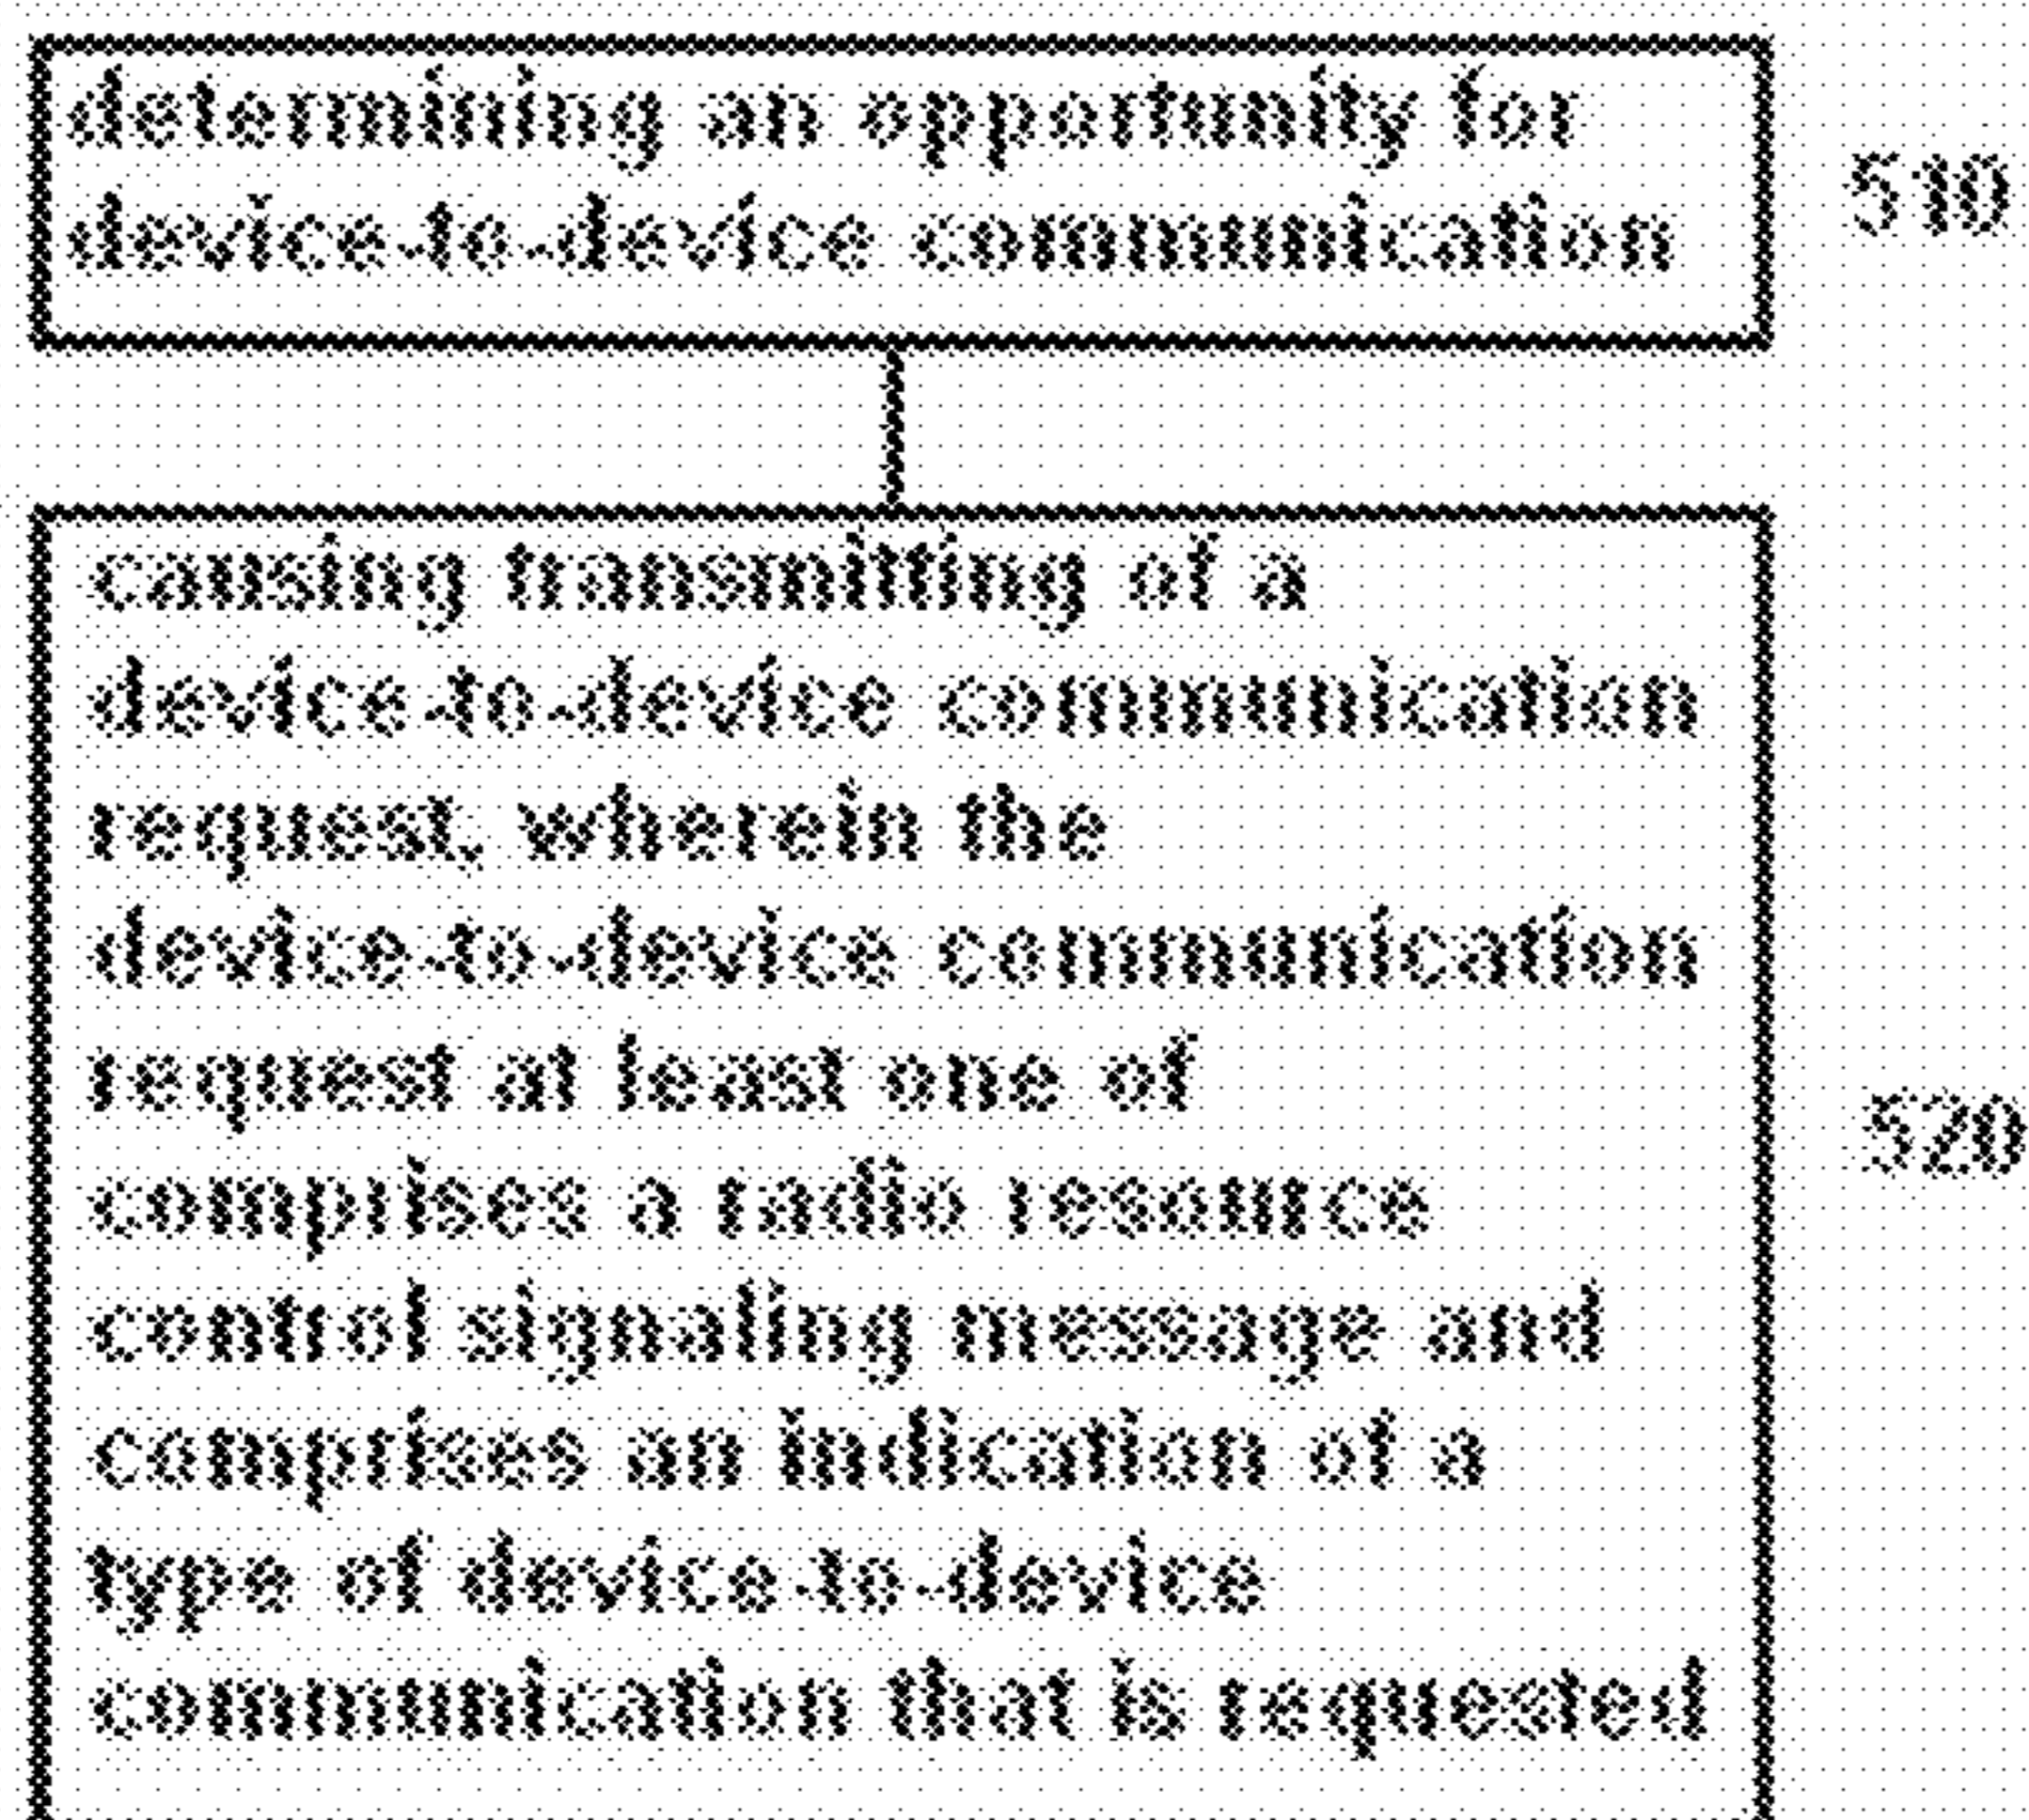 determining an opportunity for
device-to-device communication
510
causing transmitting of a
device-to-device communication
request, wherein the
device-to-device communication
request at least one of
comprises a radio resource
control signaling message and
comprises an indication of a
type of device-to-device
communication that is requested
520